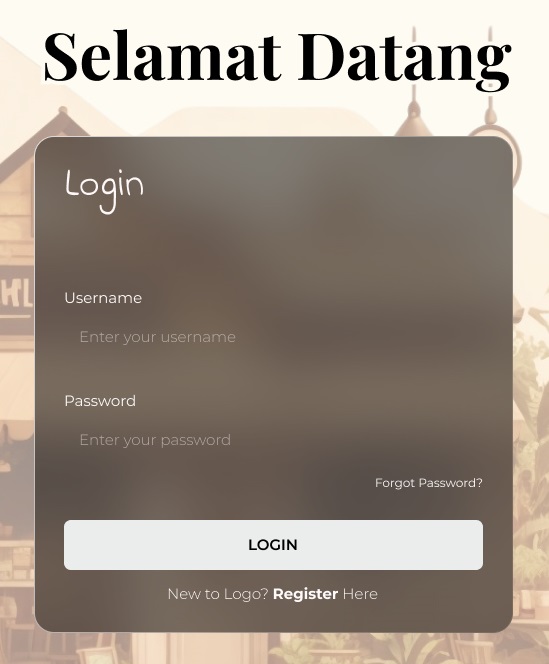 Selamat Datang
Login
Username
Enter your username
Password
Enter your password
Forgot Password?
LOGIN
New to Logo? Register Here